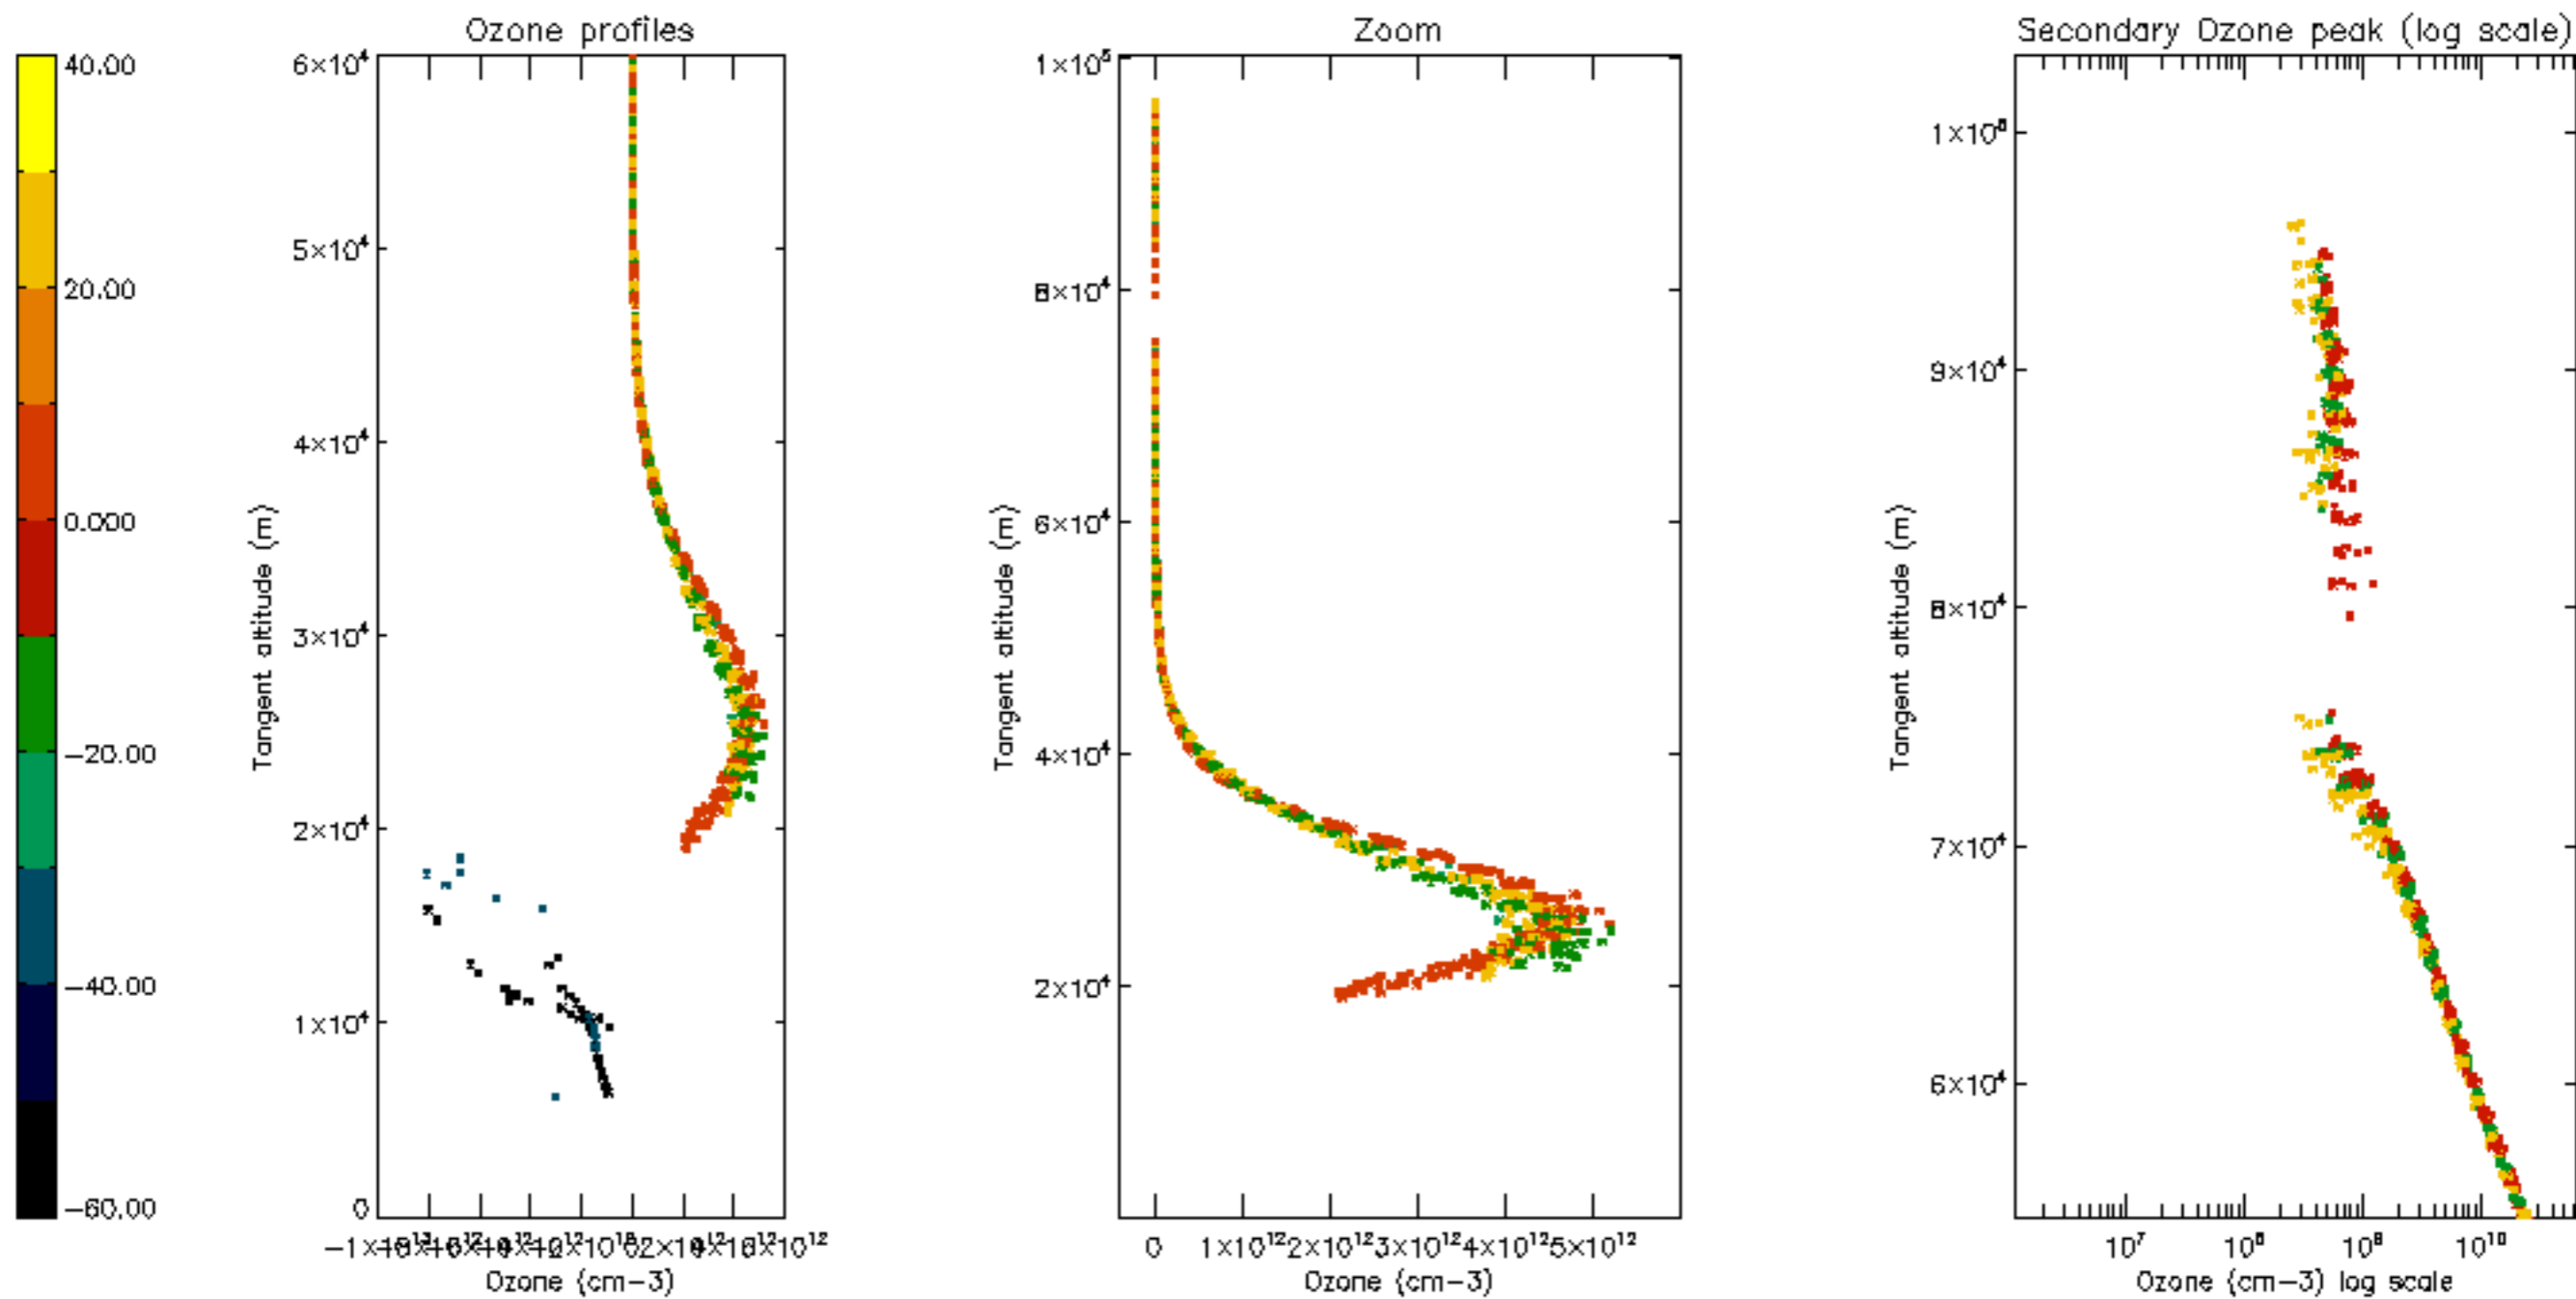 Ozone profiles
Zoom
Secondary Ozone peak (log scale)
40.00
20.00
0.000
−20.00
−40.00
−60.00
6×10⁴
5×10⁴
4×10⁴
3×10⁴
2×10⁴
1×10⁴
0
Tangent altitude (m)
Ozone (cm−3)
1×10⁵
8×10⁴
6×10⁴
4×10⁴
2×10⁴
Tangent altitude (m)
0 1×10¹² 2×10¹² 3×10¹² 4×10¹² 5×10¹²
Ozone (cm−3)
1×10⁵
9×10⁴
8×10⁴
7×10⁴
6×10⁴
Tangent altitude (m)
10⁷ 10⁸ 10⁹ 10¹⁰
Ozone (cm−3) log scale